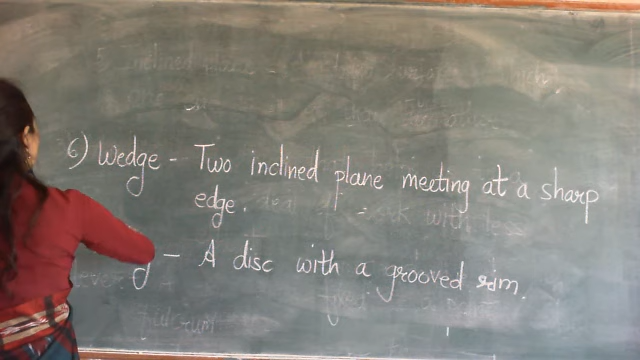 6) Wedge - Two inclined plane meeting at a sharp
edge.
- A disc with a grooved rim.